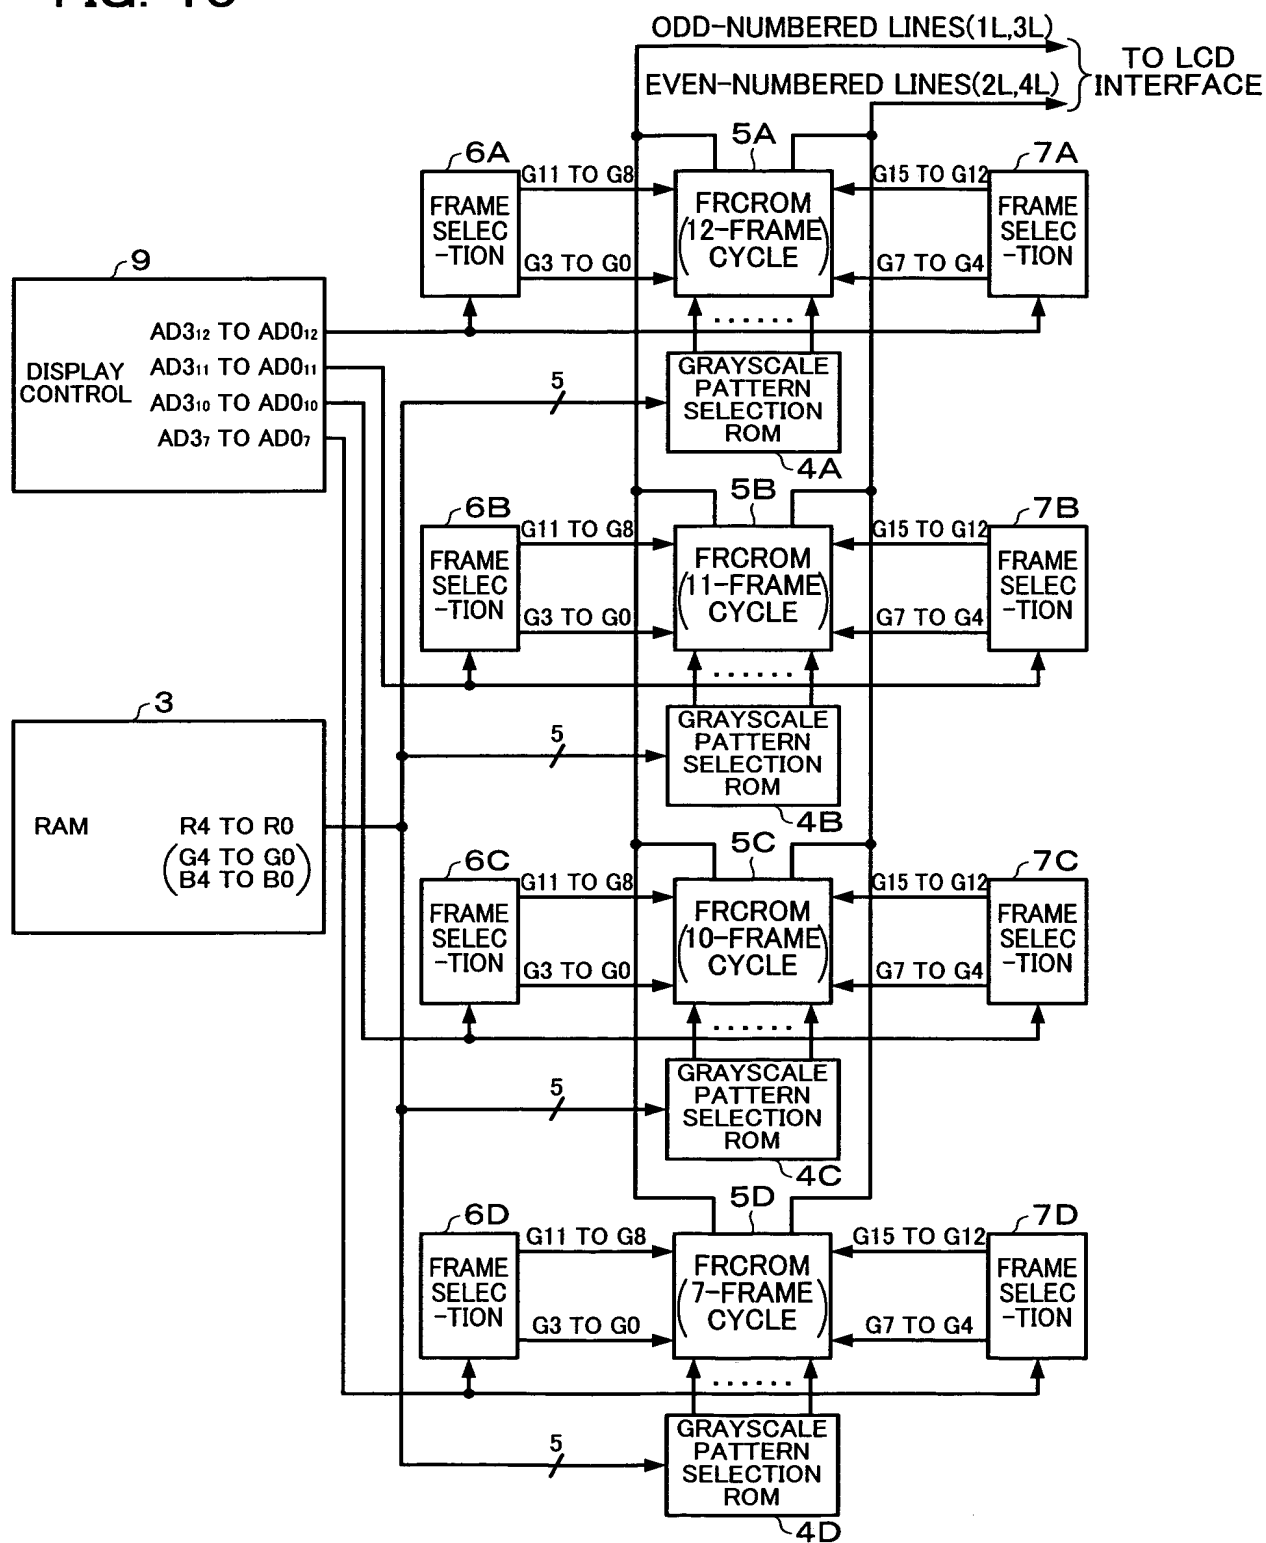 ODD-NUMBERED LINES(1L,3L)
EVEN-NUMBERED LINES(2L,4L)
TO LCD
INTERFACE
6A
5A
7A
FRAME
SELEC
-TION
G11 TO G8
G3 TO G0
FRCROM
(12-FRAME)
CYCLE
G15 TO G12
G7 TO G4
FRAME
SELEC
-TION
9
DISPLAY
CONTROL
AD3₁₂ TO AD0₁₂
AD3₁₁ TO AD0₁₁
AD3₁₀ TO AD0₁₀
AD3₇ TO AD0₇
......
5
GRAYSCALE
PATTERN
SELECTION
ROM
4A
6B
5B
7B
FRAME
SELEC
-TION
G11 TO G8
G3 TO G0
FRCROM
(11-FRAME)
CYCLE
G15 TO G12
G7 TO G4
FRAME
SELEC
-TION
......
5
GRAYSCALE
PATTERN
SELECTION
ROM
4B
3
RAM
R4 TO R0
(G4 TO G0)
(B4 TO B0)
6C
5C
7C
FRAME
SELEC
-TION
G11 TO G8
G3 TO G0
FRCROM
(10-FRAME)
CYCLE
G15 TO G12
G7 TO G4
FRAME
SELEC
-TION
......
5
GRAYSCALE
PATTERN
SELECTION
ROM
4C
6D
5D
7D
FRAME
SELEC
-TION
G11 TO G8
G3 TO G0
FRCROM
(7-FRAME)
CYCLE
G15 TO G12
G7 TO G4
FRAME
SELEC
-TION
......
5
GRAYSCALE
PATTERN
SELECTION
ROM
4D